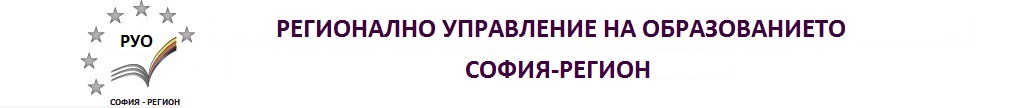 РУО
СОФИЯ - РЕГИОН
РЕГИОНАЛНО УПРАВЛЕНИЕ НА ОБРАЗОВАНИЕТО
СОФИЯ-РЕГИОН